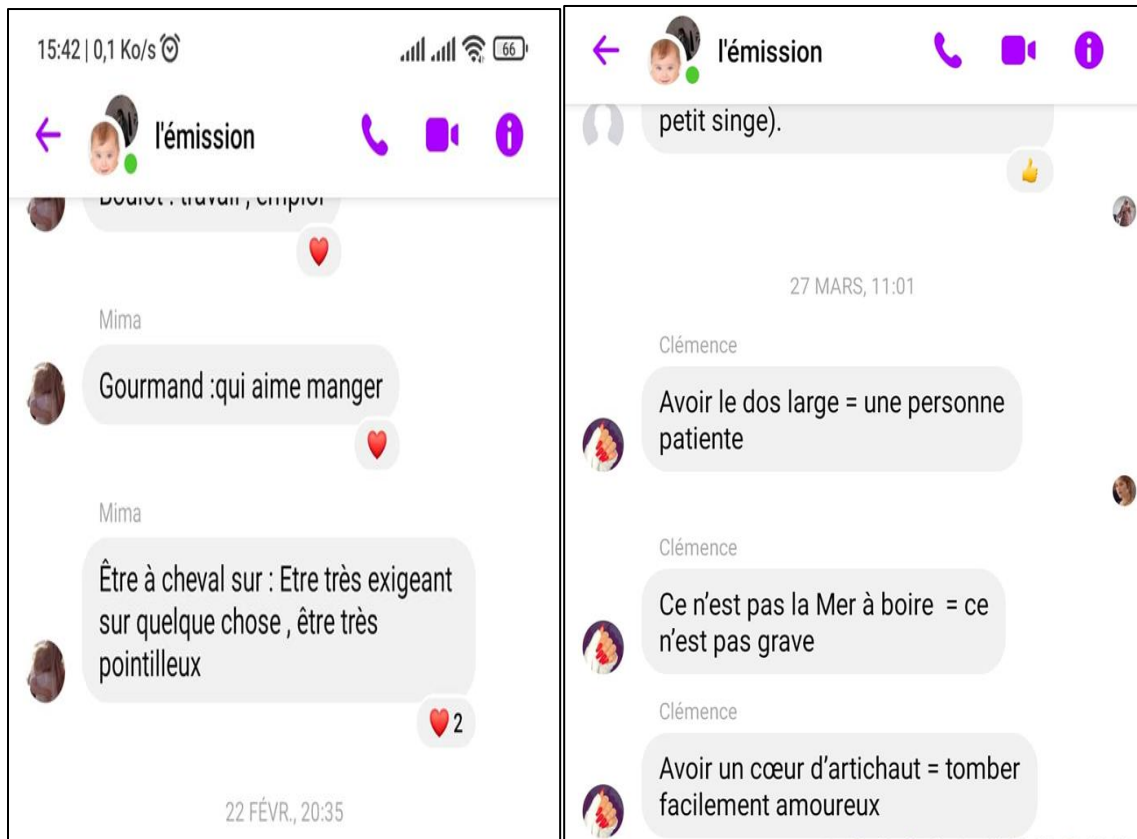 15:42 | 0,1 Ko/s
66
l'émission
Boulot : travail , emploi
Mima
Gourmand :qui aime manger
Mima
Être à cheval sur : Etre très exigeant
sur quelque chose , être très
pointilleux
2
22 FÉVR., 20:35
l'émission
petit singe).
27 MARS, 11:01
Clémence
Avoir le dos large = une personne
patiente
Clémence
Ce n’est pas la Mer à boire = ce
n’est pas grave
Clémence
Avoir un cœur d’artichaut = tomber
facilement amoureux